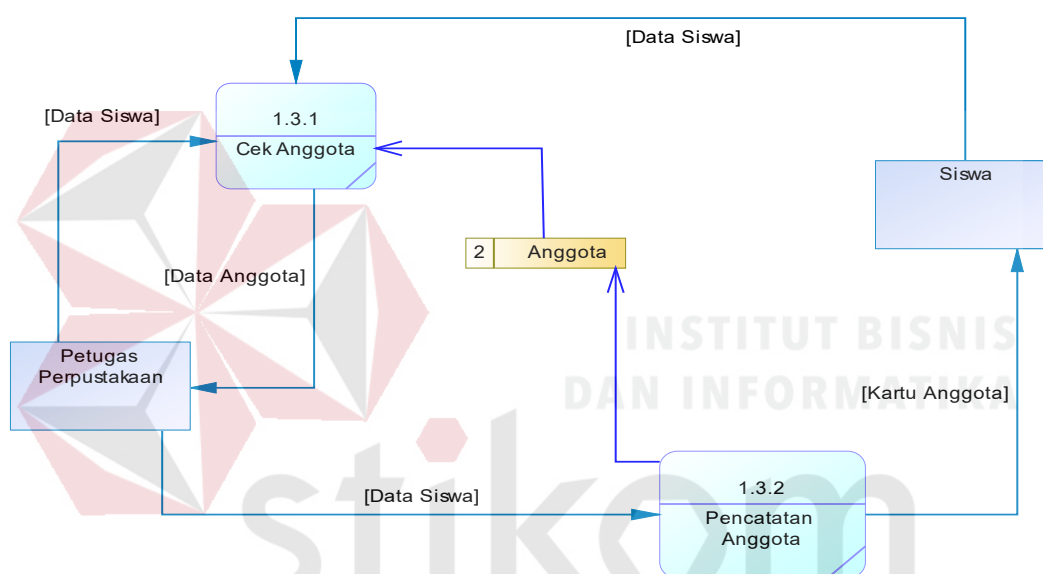 [Data Siswa]
[Data Siswa]
1.3.1
Cek Anggota
Siswa
2 Anggota
[Data Anggota]
INSTITUT BISNIS
DAN INFORMATIKA
Petugas
Perpustakaan
[Kartu Anggota]
stikom
[Data Siswa]
1.3.2
Pencatatan
Anggota